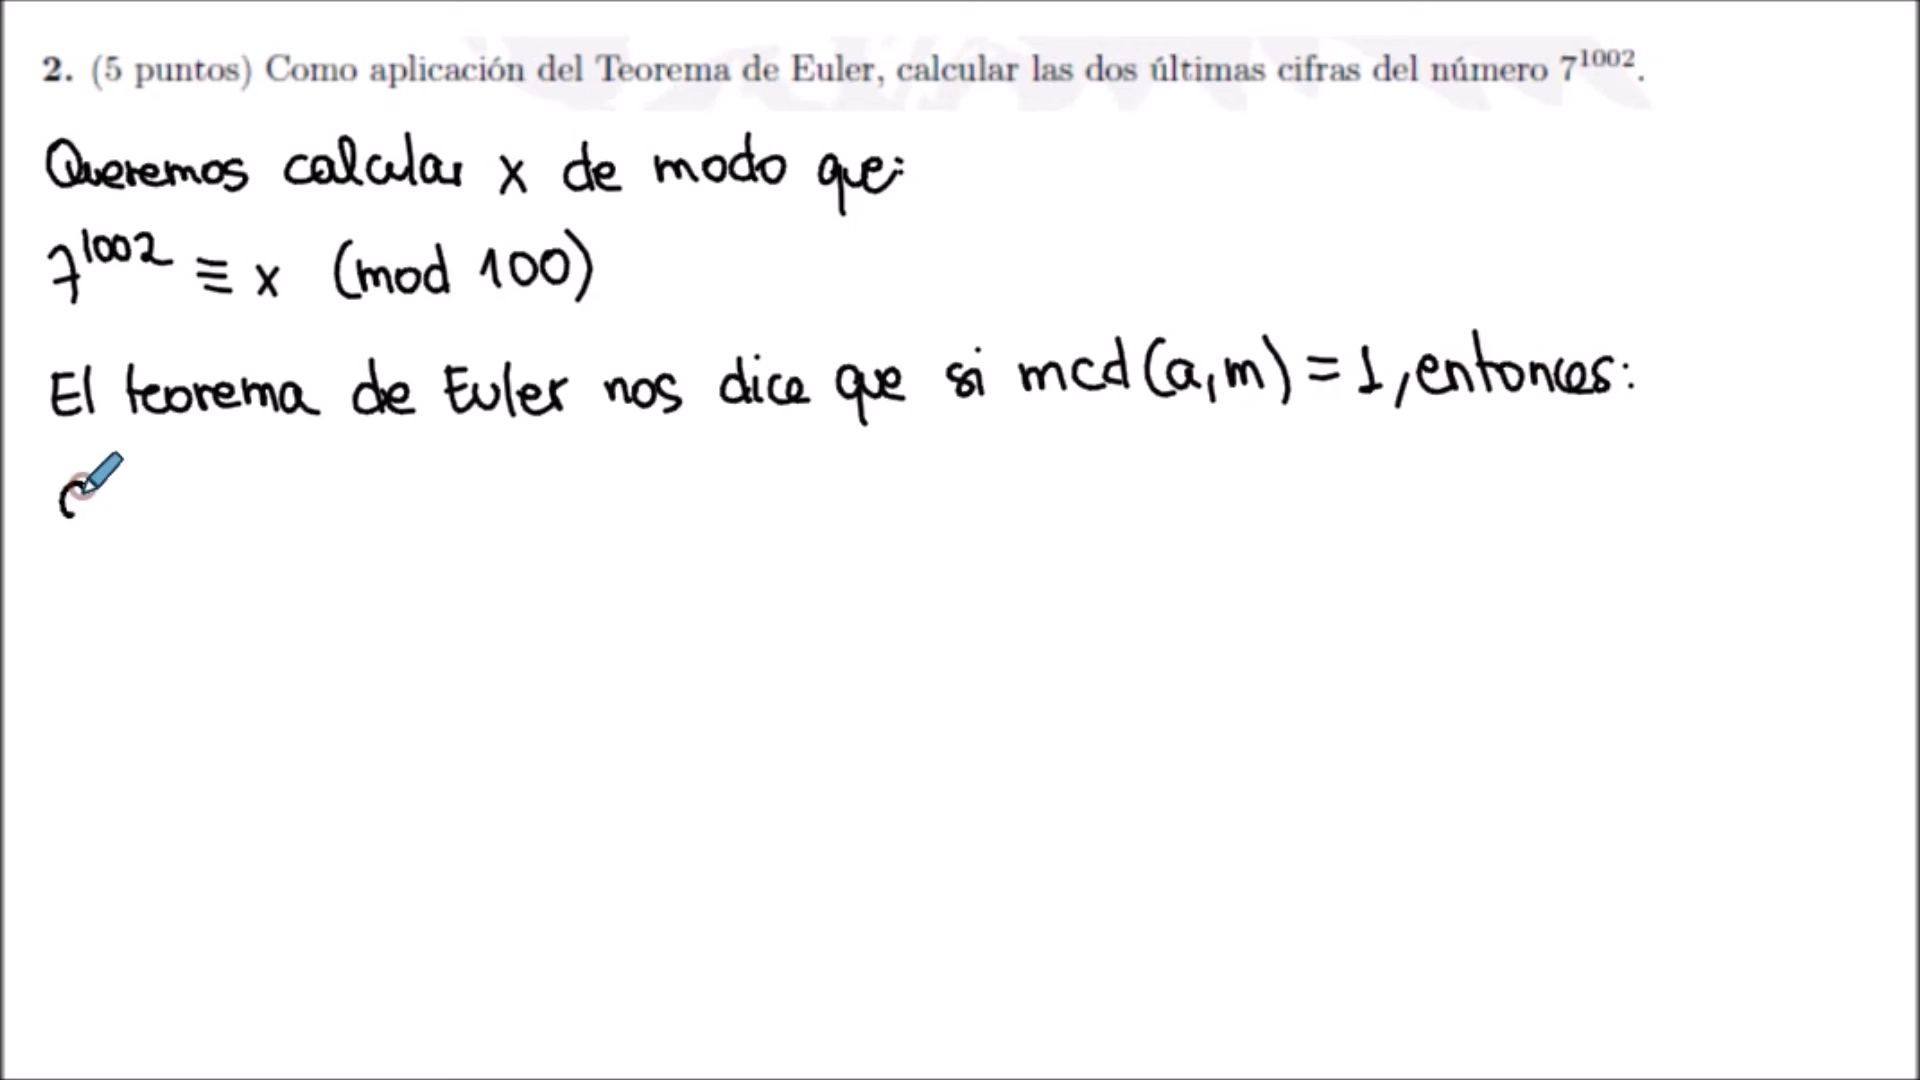 2. (5 puntos) Como aplicación del Teorema de Euler, calcular las dos últimas cifras del número 7^1002.
Queremos calcular x de modo que:
7^1002 ≡ x (mod 100)
El teorema de Euler nos dice que si mcd(a,m) = 1, entonces: